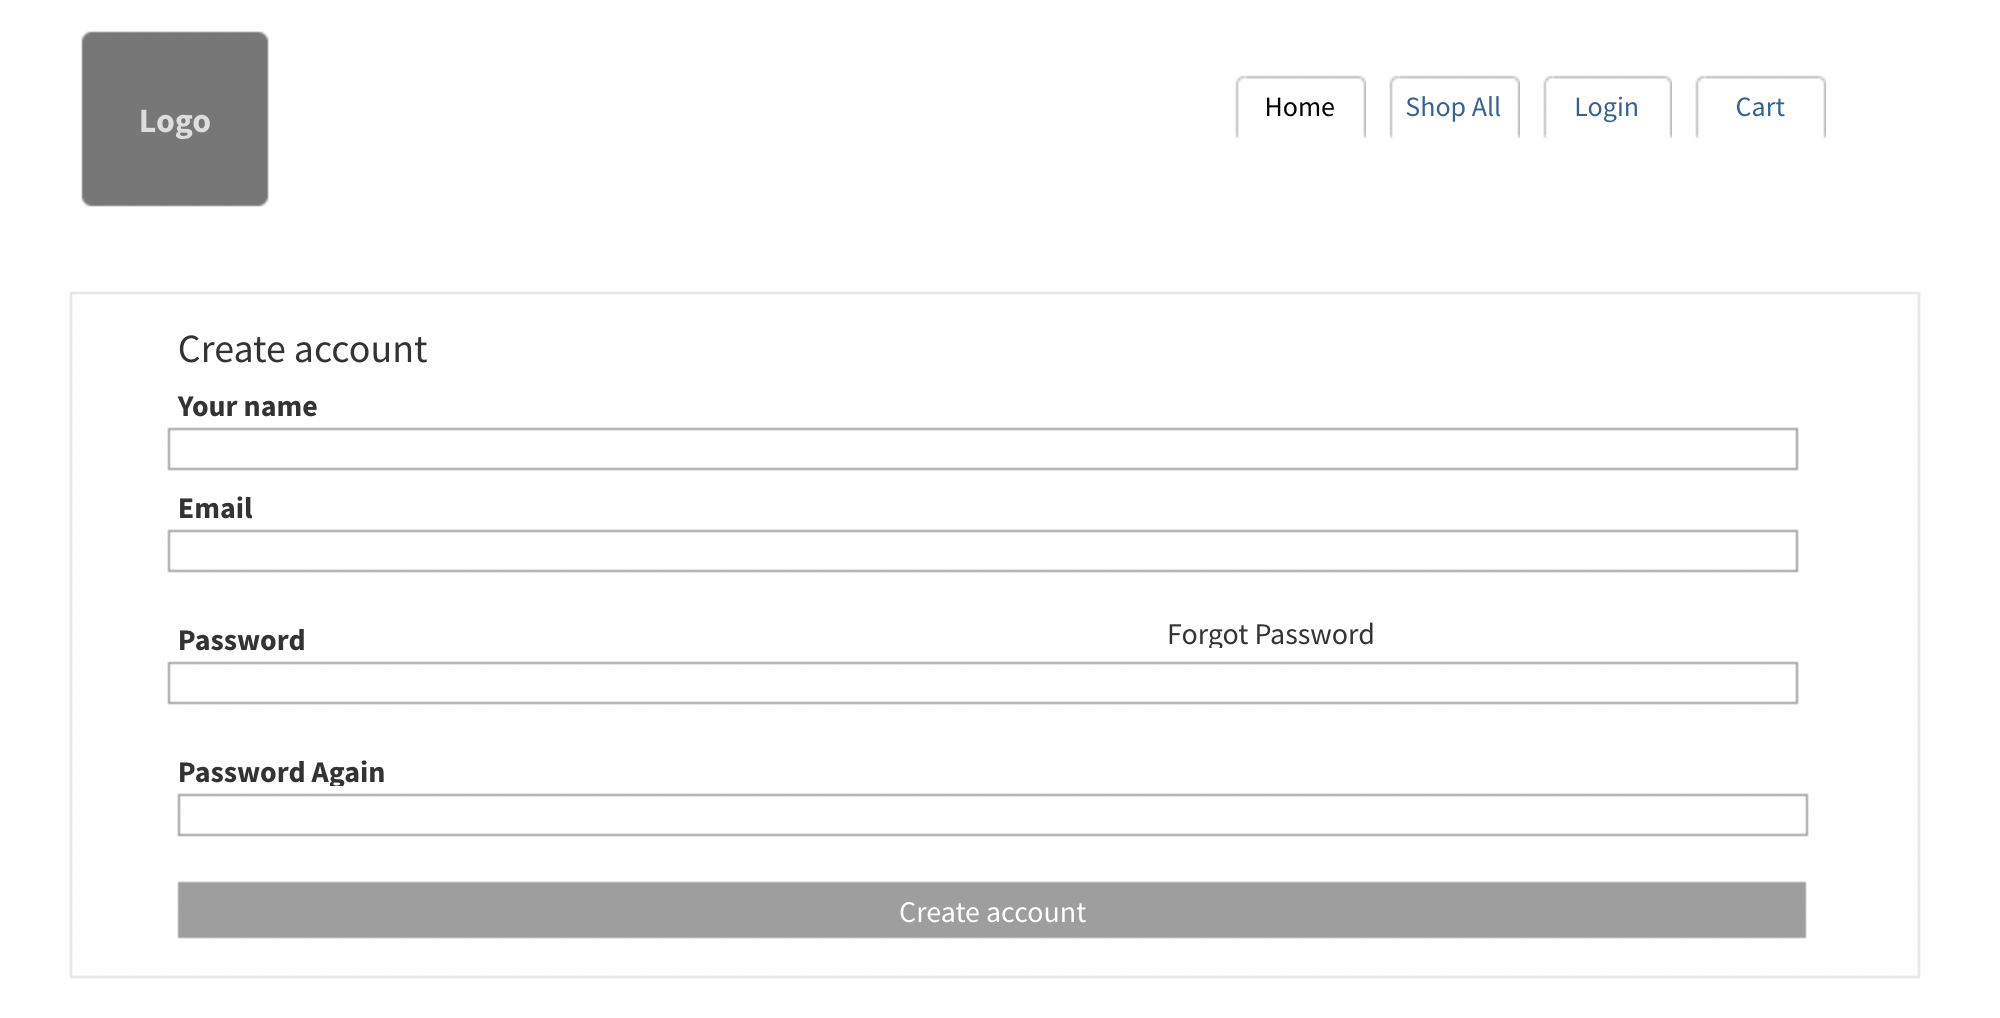 Logo
Home
Shop All
Login
Cart
Create account
Your name
Email
Password
Forgot Password
Password Again
Create account